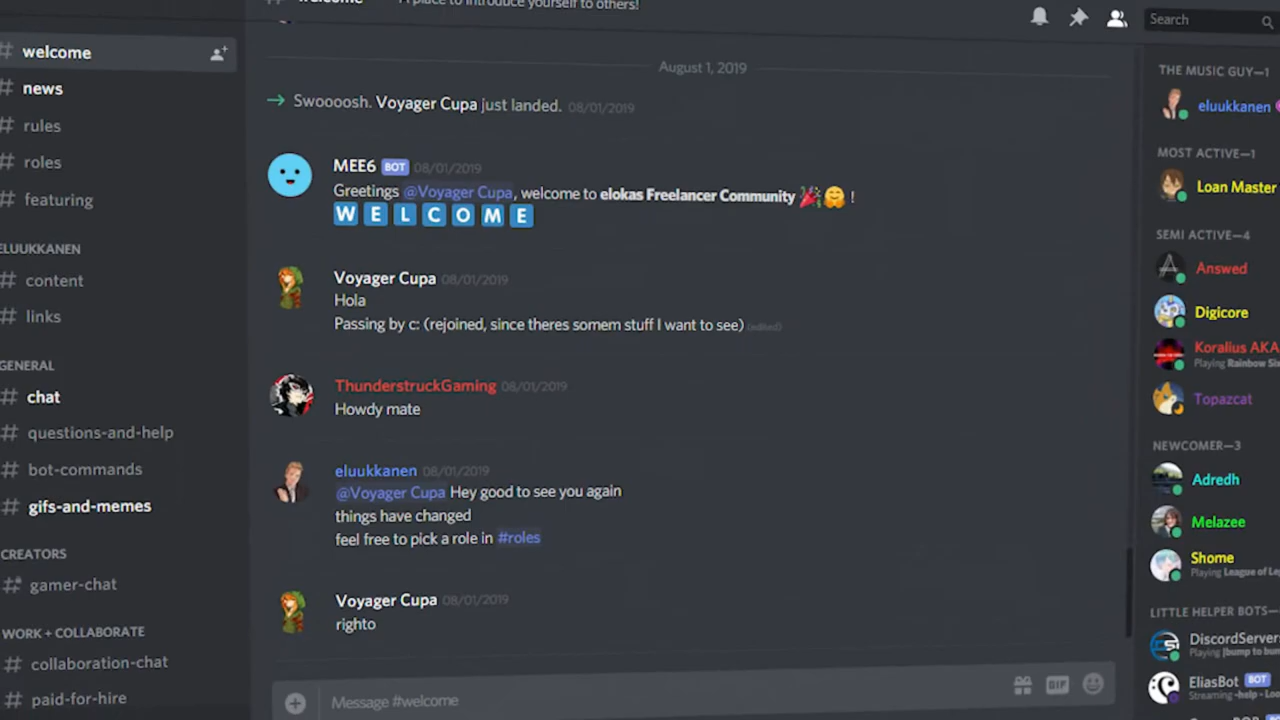 # welcome
# news
# rules
# roles
# featuring
ELUUKKANEN
# content
# links
GENERAL
# chat
# questions-and-help
# bot-commands
# gifs-and-memes
CREATORS
# gamer-chat
WORK + COLLABORATE
# collaboration-chat
# paid-for-hire
# welcome A place to introduce yourself to others!
August 1, 2019
Swoooosh. Voyager Cupa just landed. 08/01/2019
MEE6 BOT 08/01/2019
Greetings @Voyager Cupa, welcome to elokas Freelancer Community 🎉🤗 !
W E L C O M E
Voyager Cupa 08/01/2019
Hola
Passing by c: (rejoined, since theres somem stuff I want to see) (edited)
ThunderstruckGaming 08/01/2019
Howdy mate
eluukkanen 08/01/2019
@Voyager Cupa Hey good to see you again
things have changed
feel free to pick a role in #roles
Voyager Cupa 08/01/2019
righto
Message #welcome
GIF
Search
THE MUSIC GUY—1
eluukkanen
MOST ACTIVE—1
Loan Master
SEMI ACTIVE—4
Answed
Digicore
Koralius AKA
Playing Rainbow Six
Topazcat
NEWCOMER—3
Adredh
Melazee
Shome
Playing League of Leg
LITTLE HELPER BOTS—
DiscordServers
Playing |bump to bum
EliasBot BOT
Streaming -help - Loo